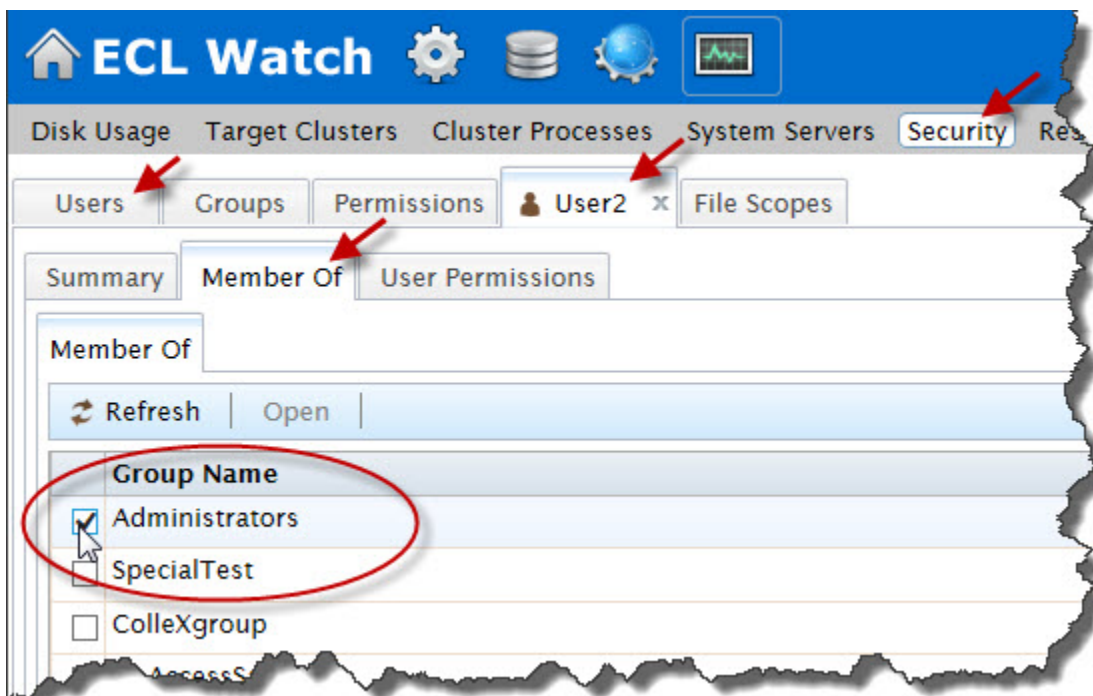 ECL Watch
Disk Usage Target Clusters Cluster Processes System Servers Security
Users Groups Permissions User2 x File Scopes
Summary Member Of User Permissions
Member Of
Refresh Open
Group Name
Administrators
SpecialTest
ColleXgroup